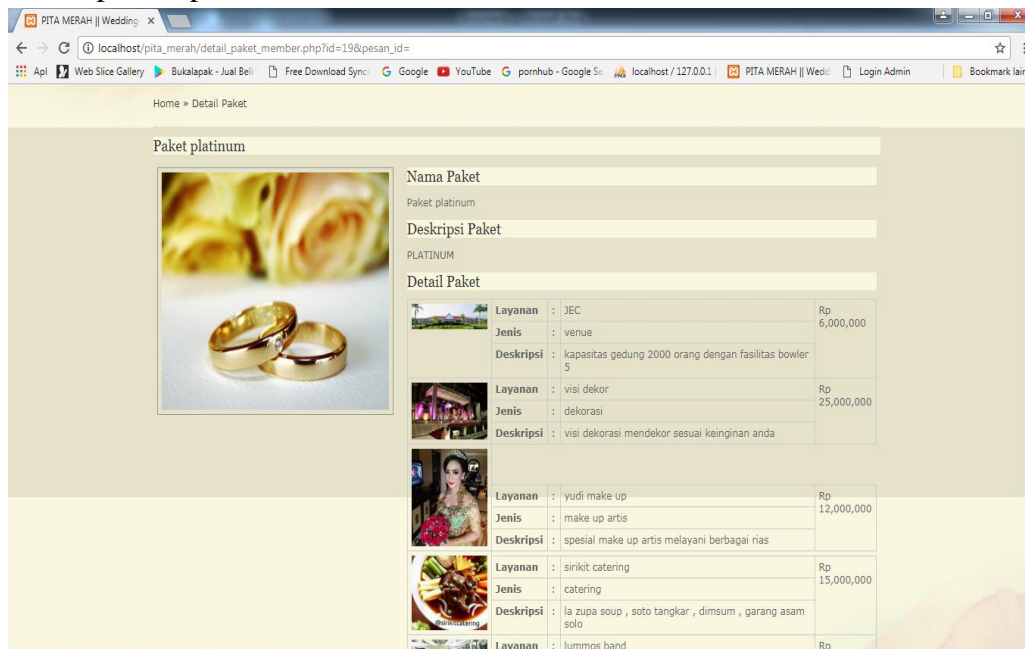 PITA MERAH || Wedding
localhost/pita_merah/detail_paket_member.php?id=19&pesan_id=
Apl Web Slice Gallery Bukalapak - Jual Beli Free Download Sync Google YouTube pornhub - Google Se localhost / 127.0.0.1 | PITA MERAH || Wedd Login Admin Bookmark lain
Home » Detail Paket
Paket platinum
Nama Paket
Paket platinum
Deskripsi Paket
PLATINUM
Detail Paket
Layanan : JEC Rp 6,000,000
Jenis : venue
Deskripsi : kapasitas gedung 2000 orang dengan fasilitas bowler
5
Layanan : visi dekor Rp 25,000,000
Jenis : dekorasi
Deskripsi : visi dekorasi mendekor sesuai keinginan anda
Layanan : yudi make up Rp 12,000,000
Jenis : make up artis
Deskripsi : spesial make up artis melayani berbagai rias
Layanan : sirikit catering Rp 15,000,000
Jenis : catering
Deskripsi : la zupa soup , soto tangkar , dimsum , garang asam
solo
@sirikitcatering
Layanan : lummos band Rp